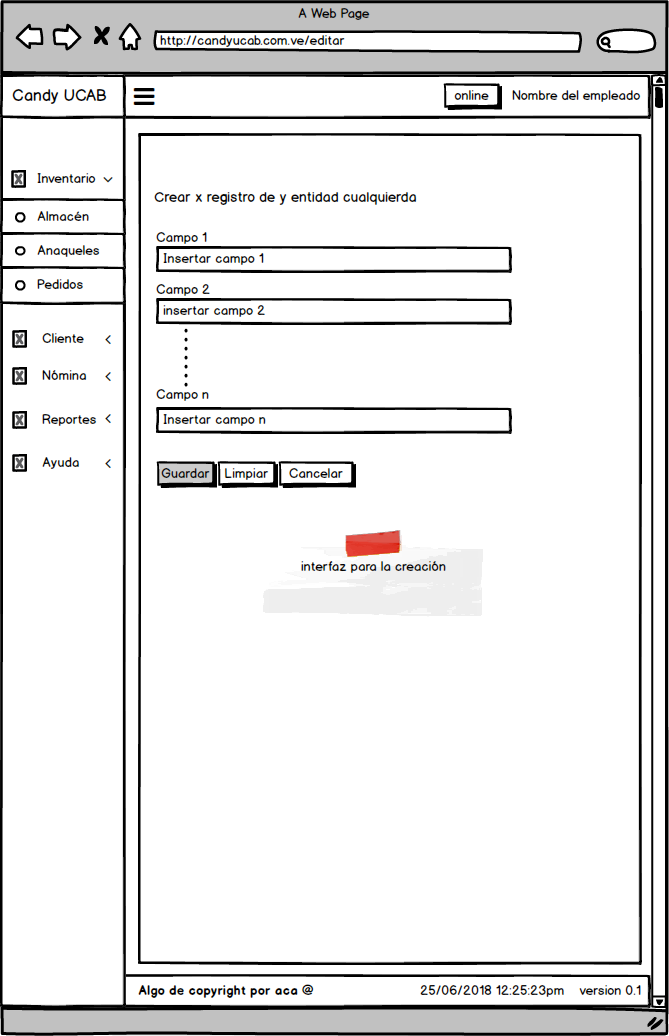 A Web Page
http://candyucab.com.ve/editar
Candy UCAB
online
Nombre del empleado
Inventario
Almacén
Anaqueles
Pedidos
Cliente
Nómina
Reportes
Ayuda
Crear x registro de y entidad cualquierda
Campo 1
Insertar campo 1
Campo 2
insertar campo 2
Campo n
Insertar campo n
Guardar Limpiar Cancelar
interfaz para la creación
Algo de copyright por aca @
25/06/2018 12:25:23pm version 0.1